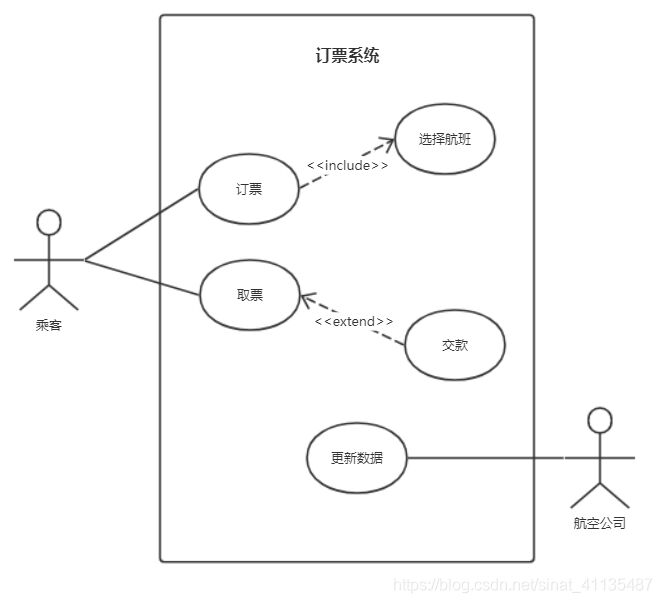 订票系统
选择航班
<<include>>
订票
取票
<<extend>>
乘客
交款
更新数据
航空公司
https://blog.csdn.net/sinat_41135487